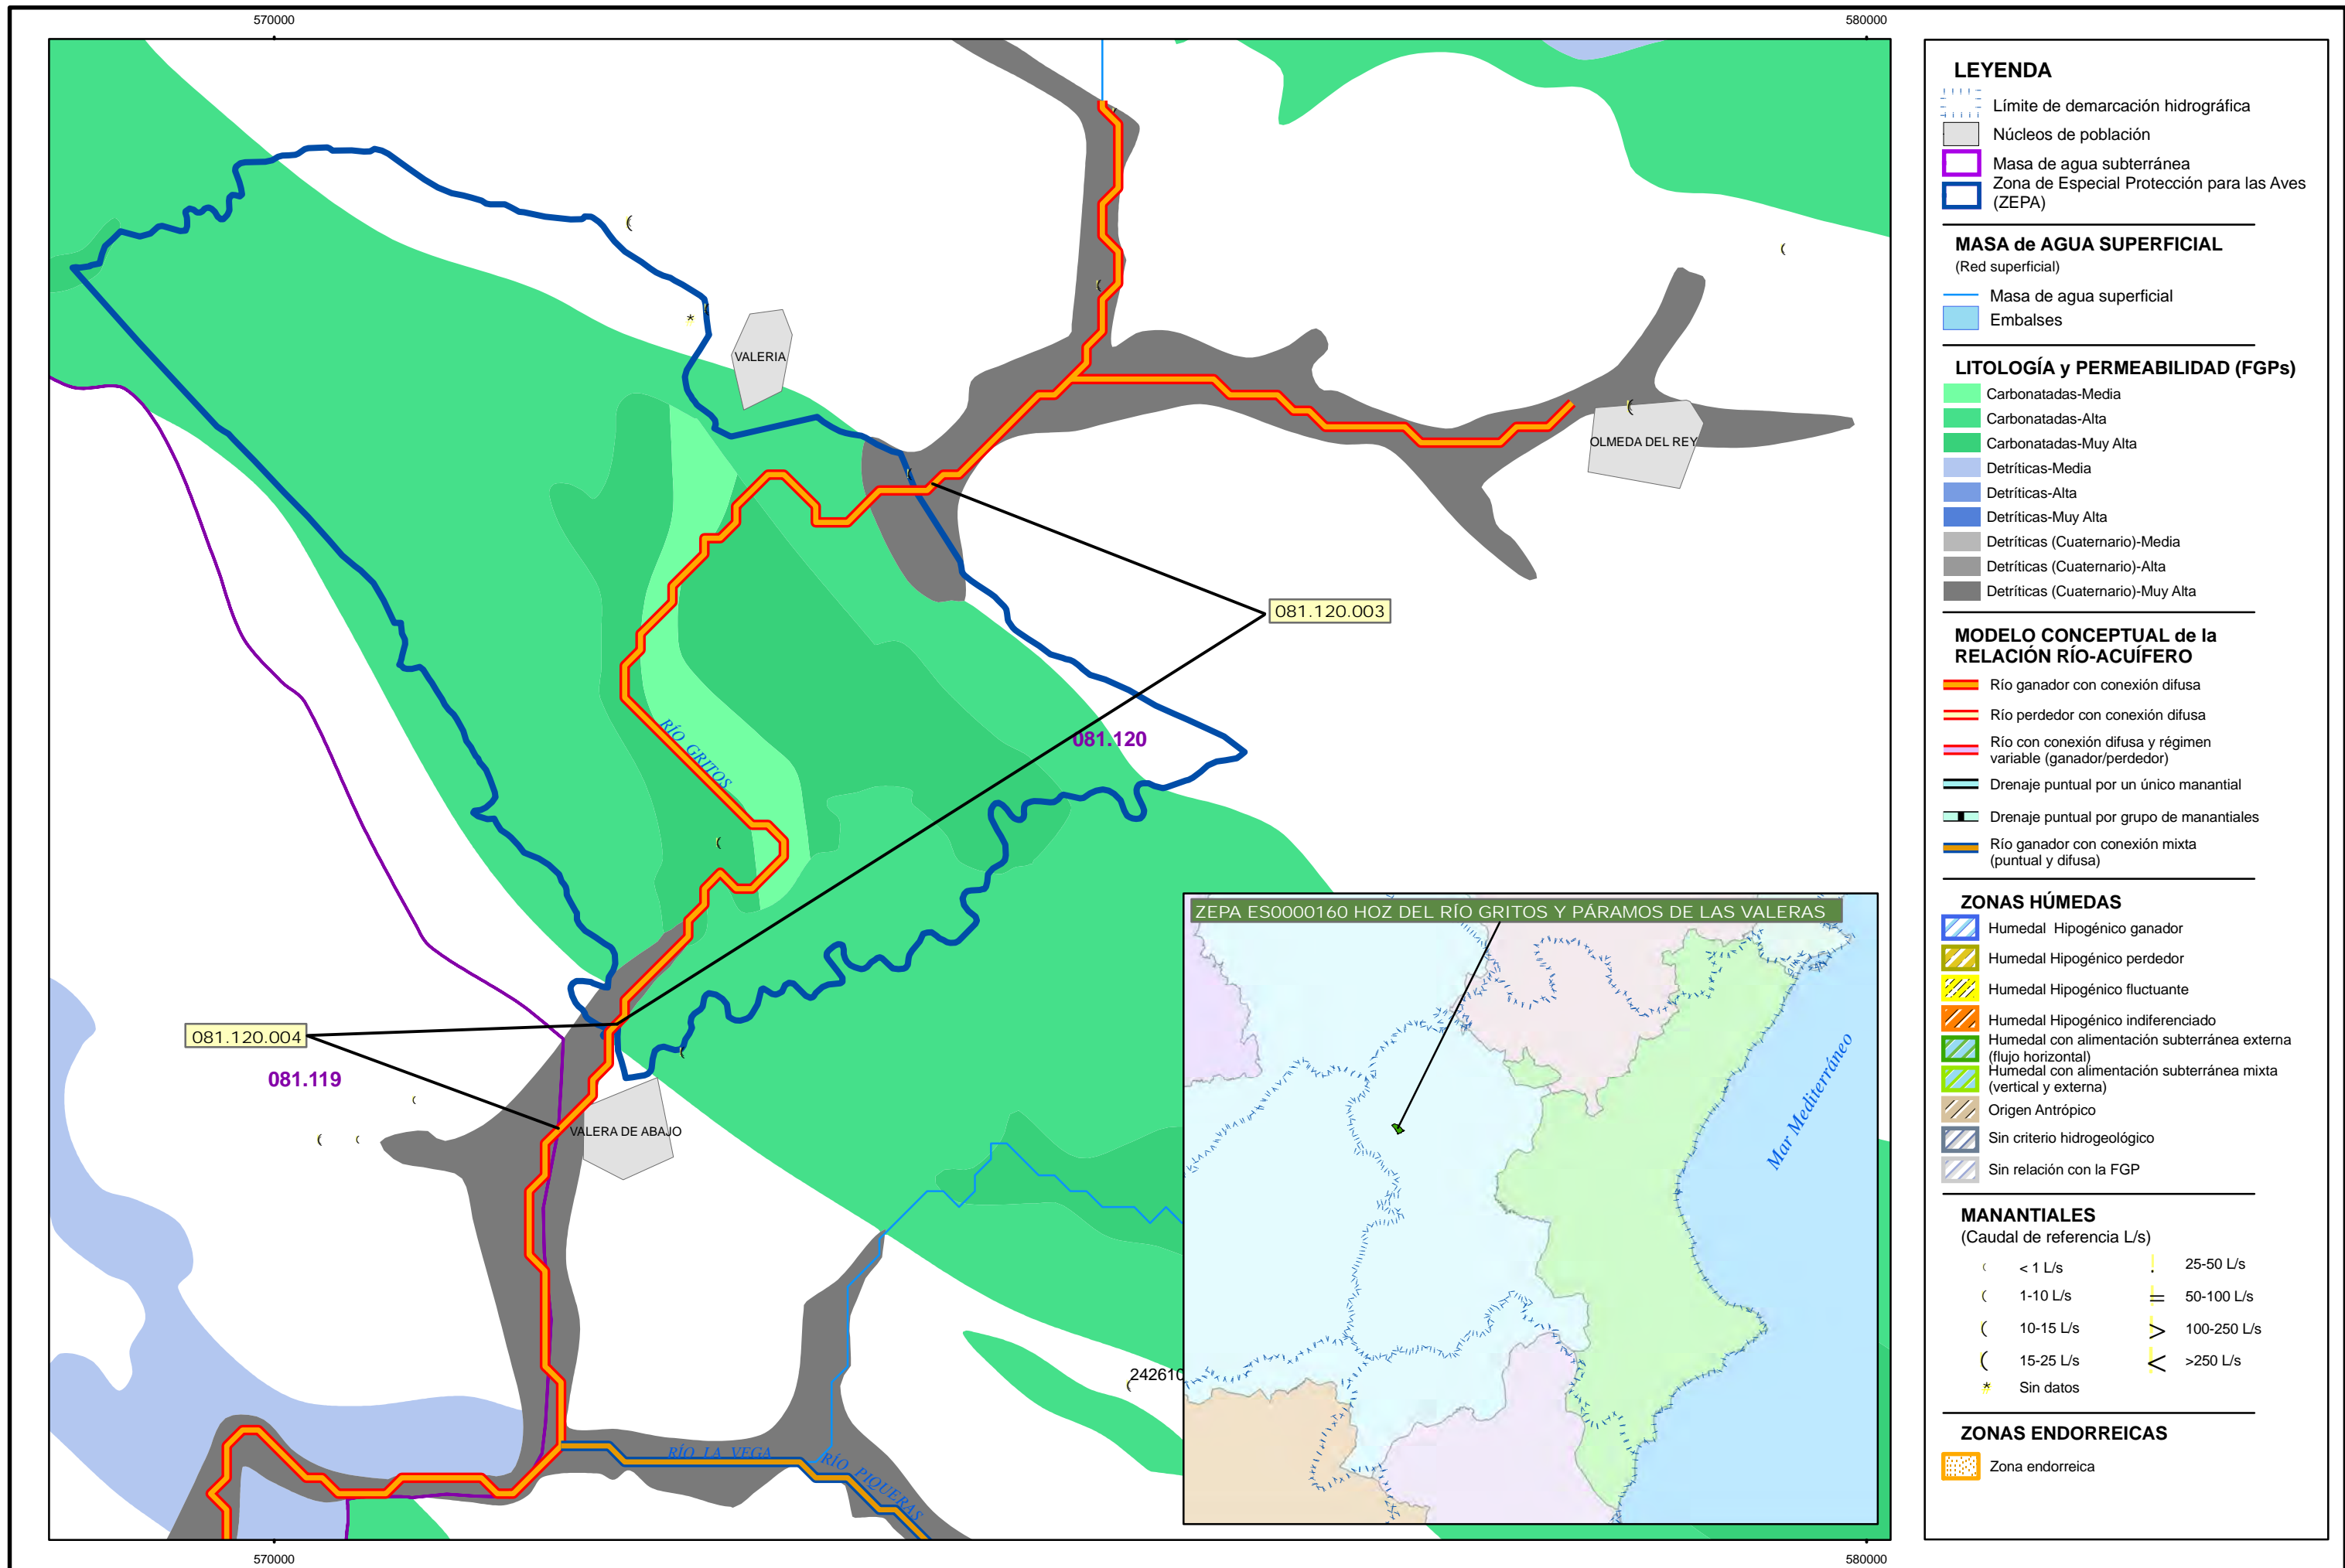 570000
580000
VALERIA
OLMEDA DEL REY
081.120.003
RÍO GRITOS
081.120
081.120.004
081.119
VALERA DE ABAJO
242610
RÍO LA VEGA
RÍO PIQUERAS
ZEPA ES0000160 HOZ DEL RÍO GRITOS Y PÁRAMOS DE LAS VALERAS
Mar Mediterráneo
570000
580000
LEYENDA
Límite de demarcación hidrográfica
Núcleos de población
Masa de agua subterránea
Zona de Especial Protección para las Aves
(ZEPA)
MASA de AGUA SUPERFICIAL
(Red superficial)
Masa de agua superficial
Embalses
LITOLOGÍA y PERMEABILIDAD (FGPs)
Carbonatadas-Media
Carbonatadas-Alta
Carbonatadas-Muy Alta
Detríticas-Media
Detríticas-Alta
Detríticas-Muy Alta
Detríticas (Cuaternario)-Media
Detríticas (Cuaternario)-Alta
Detríticas (Cuaternario)-Muy Alta
MODELO CONCEPTUAL de la
RELACIÓN RÍO-ACUÍFERO
Río ganador con conexión difusa
Río perdedor con conexión difusa
Río con conexión difusa y régimen
variable (ganador/perdedor)
Drenaje puntual por un único manantial
Drenaje puntual por grupo de manantiales
Río ganador con conexión mixta
(puntual y difusa)
ZONAS HÚMEDAS
Humedal Hipogénico ganador
Humedal Hipogénico perdedor
Humedal Hipogénico fluctuante
Humedal Hipogénico indiferenciado
Humedal con alimentación subterránea externa
(flujo horizontal)
Humedal con alimentación subterránea mixta
(vertical y externa)
Origen Antrópico
Sin criterio hidrogeológico
Sin relación con la FGP
MANANTIALES
(Caudal de referencia L/s)
< 1 L/s
25-50 L/s
1-10 L/s
50-100 L/s
10-15 L/s
100-250 L/s
15-25 L/s
>250 L/s
Sin datos
ZONAS ENDORREICAS
Zona endorreica